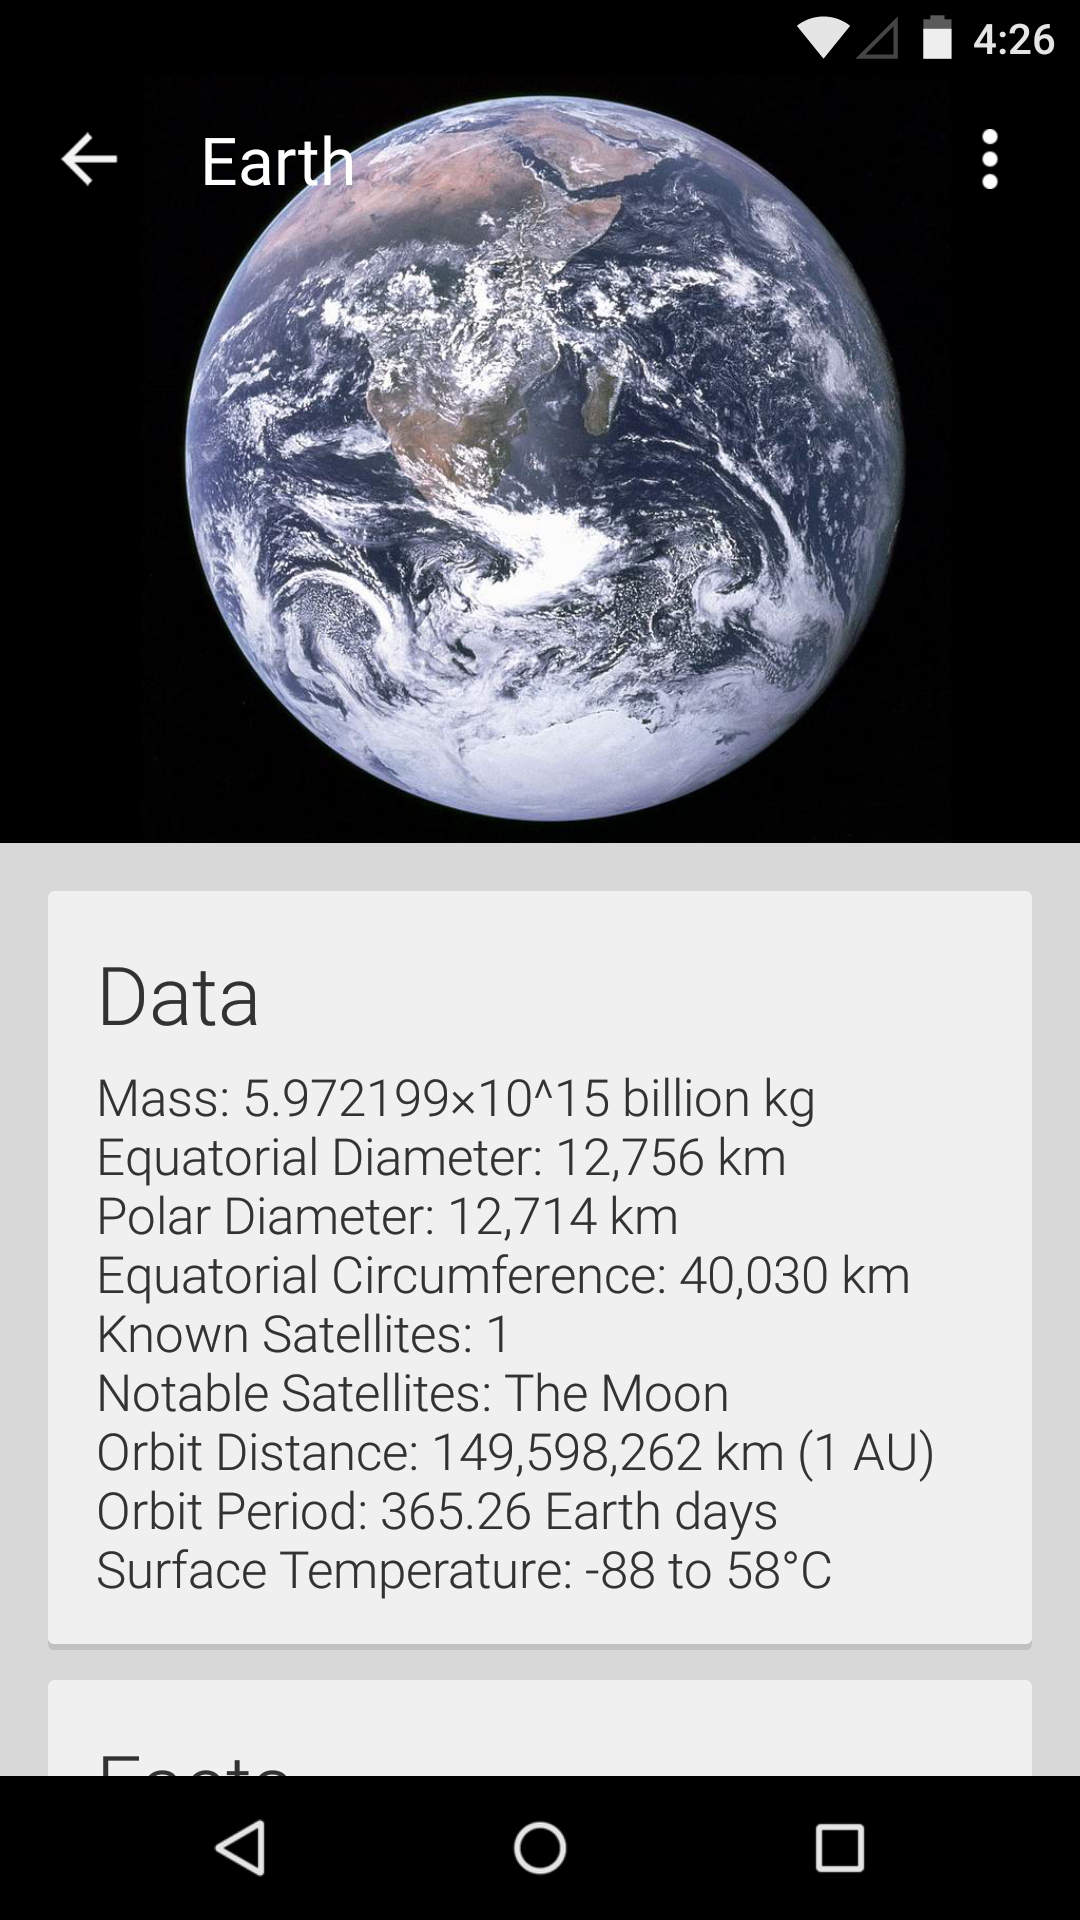 4:26
Earth
Data
Mass: 5.972199×10^15 billion kg
Equatorial Diameter: 12,756 km
Polar Diameter: 12,714 km
Equatorial Circumference: 40,030 km
Known Satellites: 1
Notable Satellites: The Moon
Orbit Distance: 149,598,262 km (1 AU)
Orbit Period: 365.26 Earth days
Surface Temperature: -88 to 58°C
Facts